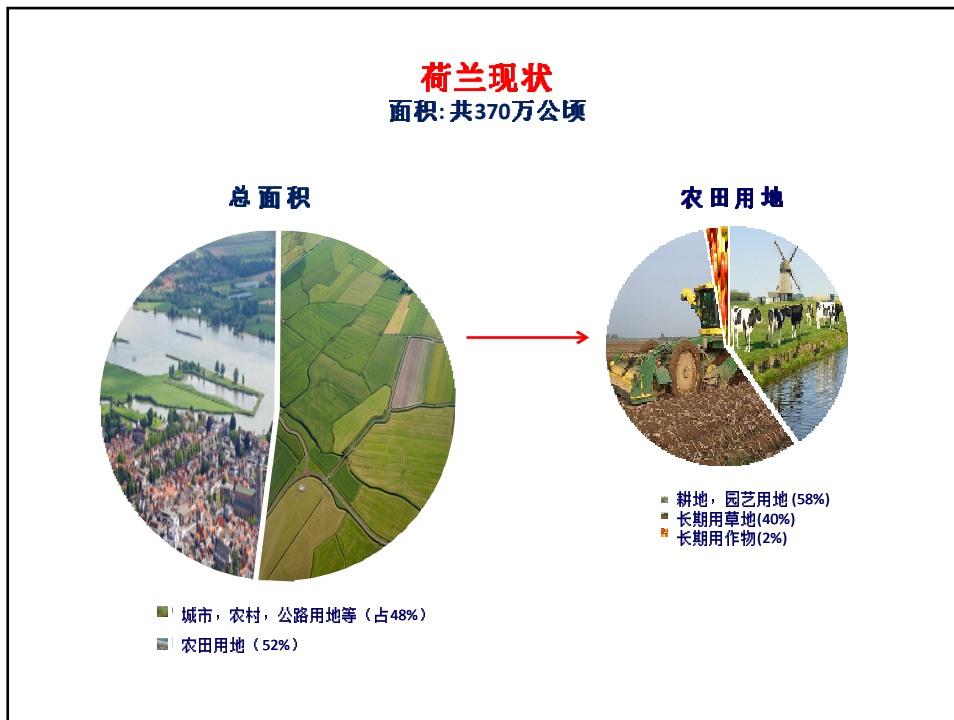 荷兰现状
面积: 共370万公顷
总面积
农田用地
耕地，园艺用地 (58%)
长期用草地(40%)
长期用作物(2%)
城市，农村，公路用地等（占48%）
农田用地（52%）